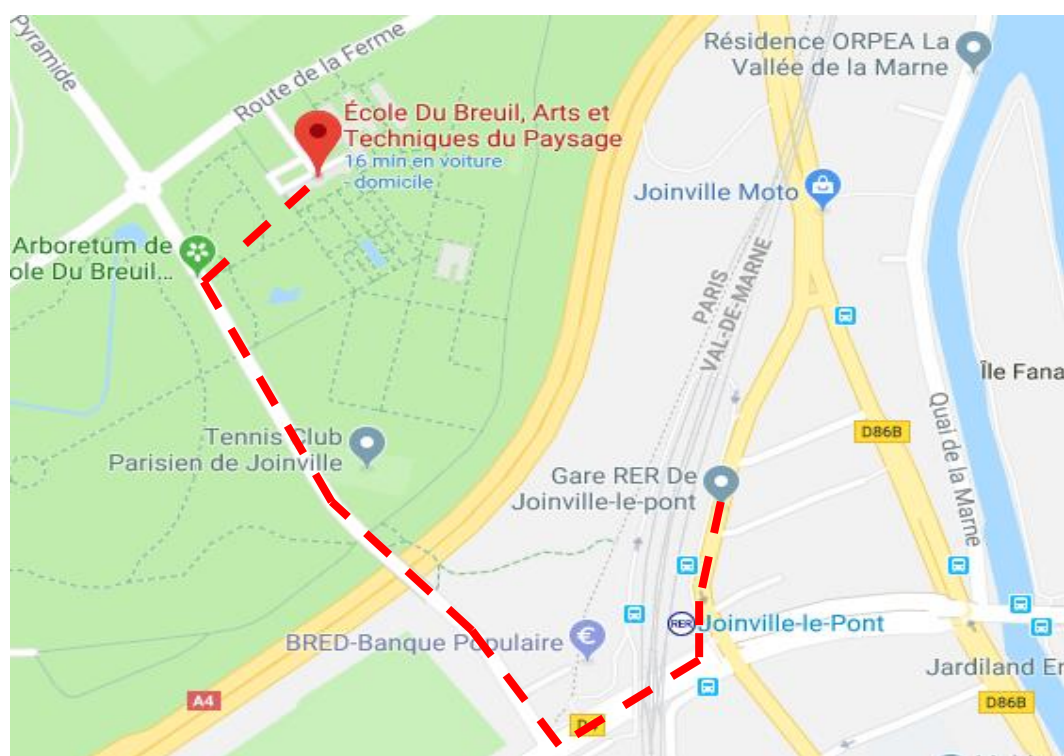 Pyramide
Route de la Ferme
École Du Breuil, Arts et
Techniques du Paysage
16 min en voiture
- domicile
Résidence ORPEA La
Vallée de la Marne
Joinville Moto
Arboretum de
ole Du Breuil...
PARIS
VAL-DE-MARNE
Île Fana
D86B
Quai de la Marne
Tennis Club
Parisien de Joinville
Gare RER De
Joinville-le-pont
RER
Joinville-le-Pont
BRED-Banque Populaire
€
Jardiland
A4
D86B